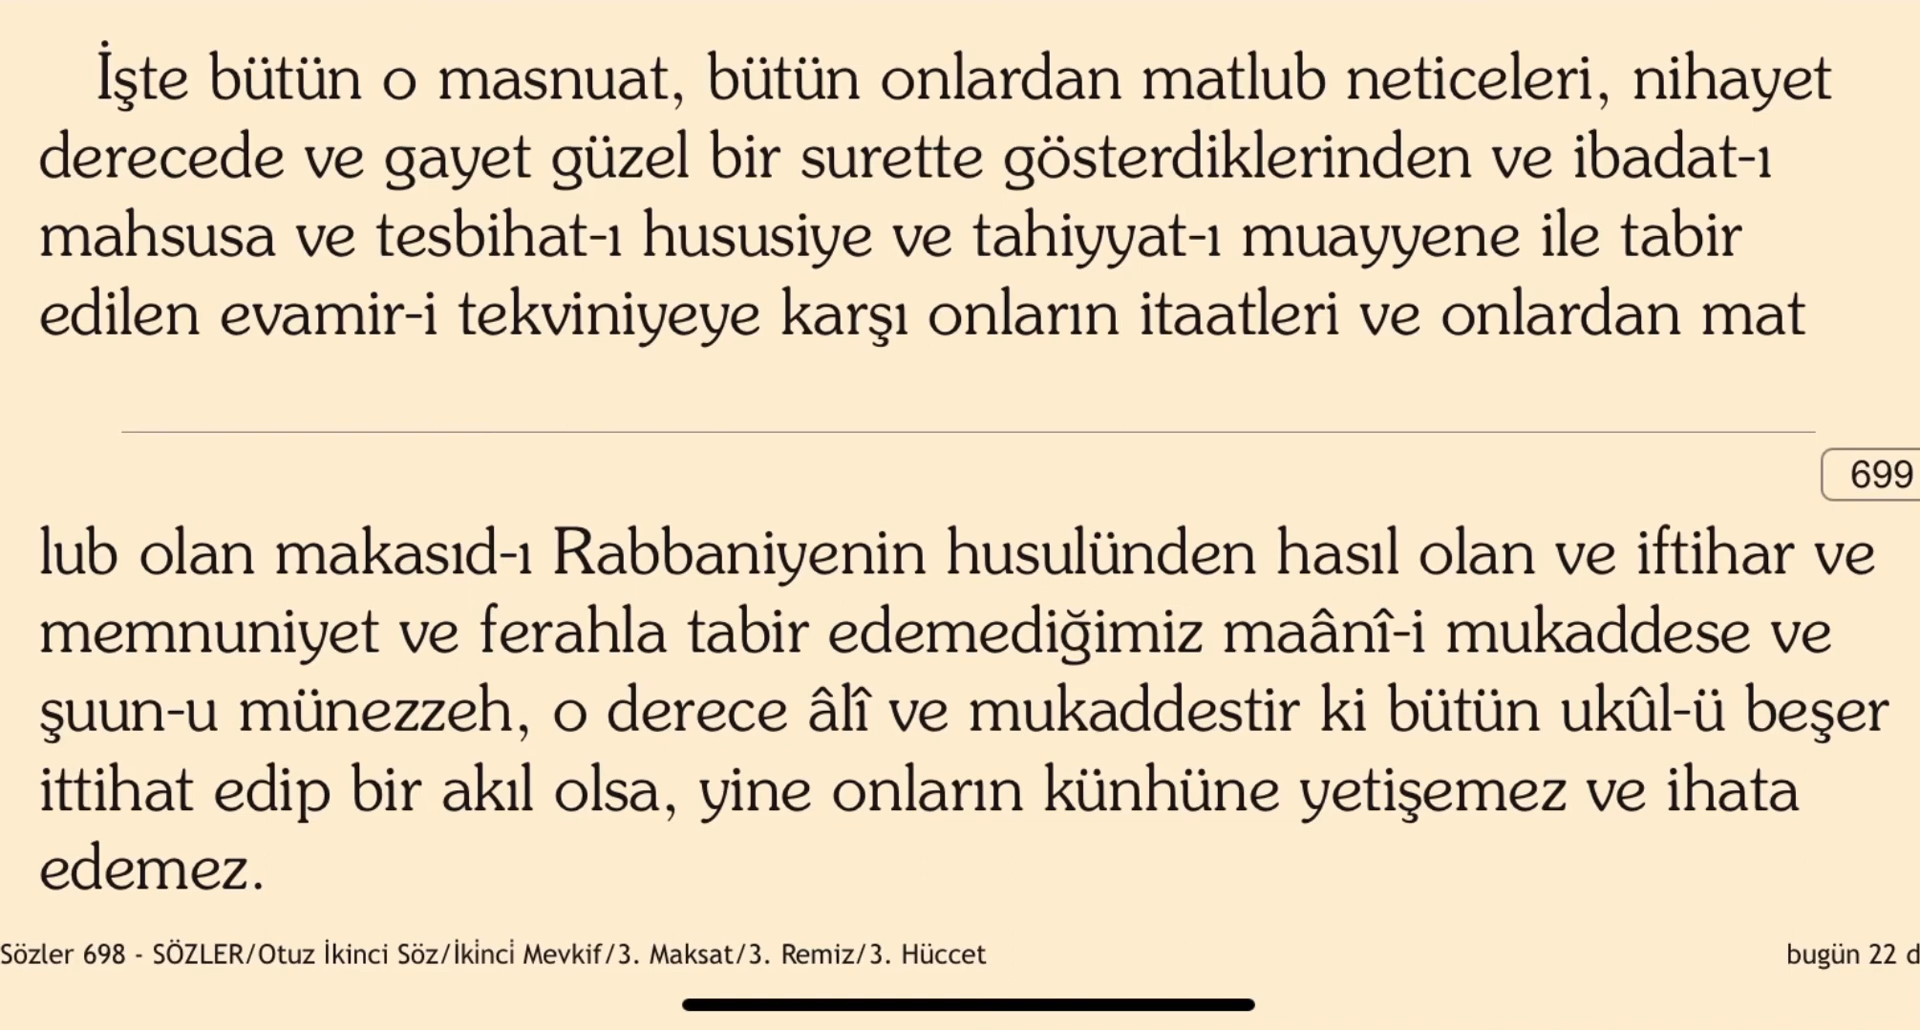 İşte bütün o masnuat, bütün onlardan matlub neticeleri, nihayet
derecede ve gayet güzel bir surette gösterdiklerinden ve ibadat-ı
mahsusa ve tesbihat-ı hususiye ve tahiyyat-ı muayyene ile tabir
edilen evamir-i tekviniyeye karşı onların itaatleri ve onlardan mat
699
lub olan makasıd-ı Rabbaniyenin husulünden hasıl olan ve iftihar ve
memnuniyet ve ferahla tabir edemediğimiz maânî-i mukaddese ve
şuun-u münezzeh, o derece âlî ve mukaddestir ki bütün ukûl-ü beşer
ittihat edip bir akıl olsa, yine onların künhüne yetişemez ve ihata
edemez.
Sözler 698 - SÖZLER/Otuz İkinci Söz/İkinci Mevkif/3. Maksat/3. Remiz/3. Hüccet
bugün 22 d